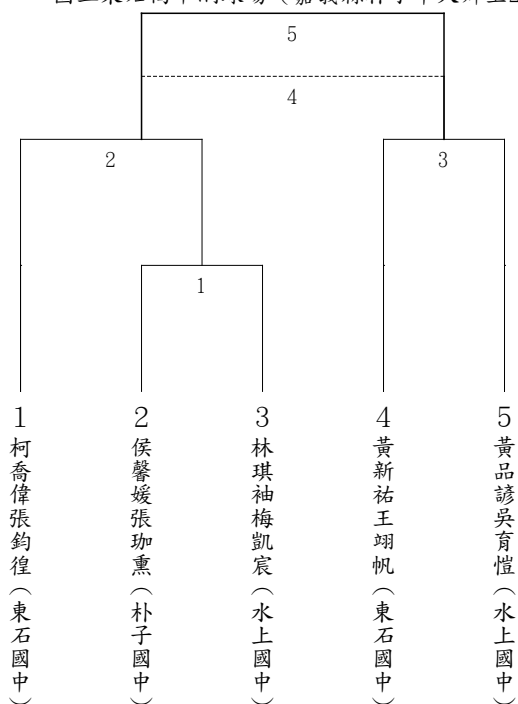 5
4
2
3
1
1
柯喬偉張鈞徨（東石國中）
2
侯馨媛張珈熏（朴子國中）
3
林琪袖梅凱宸（水上國中）
4
黃新祐王翊帆（東石國中）
5
黃品諺吳育愷（水上國中）